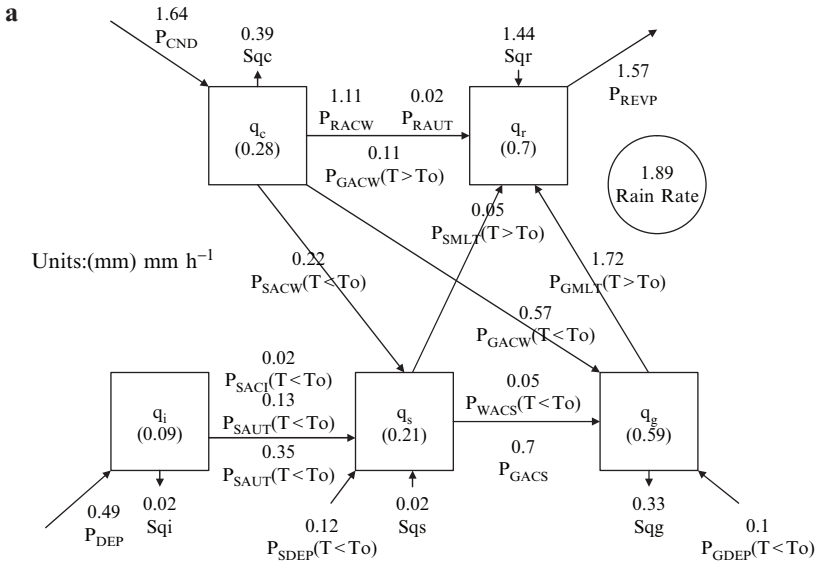 a
1.64
P_CND
0.39
Sqc
1.44
Sqr
1.57
P_REVP
q_c
(0.28)
1.11
P_RACW
0.02
P_RAUT
0.11
P_GACW(T>To)
q_r
(0.7)
1.89
Rain Rate
Units:(mm) mm h⁻¹
0.22
P_SACW(T<To)
0.05
P_SMLT(T>To)
1.72
P_GMLT(T>To)
0.57
P_GACW(T<To)
q_i
(0.09)
0.02
P_SACI(T<To)
0.13
P_SAUT(T<To)
0.35
P_SAUT(T<To)
q_s
(0.21)
0.05
P_WACS(T<To)
0.7
P_GACS
q_g
(0.59)
0.49
P_DEP
0.02
Sqi
0.12
P_SDEP(T<To)
0.02
Sqs
0.33
Sqg
0.1
P_GDEP(T<To)